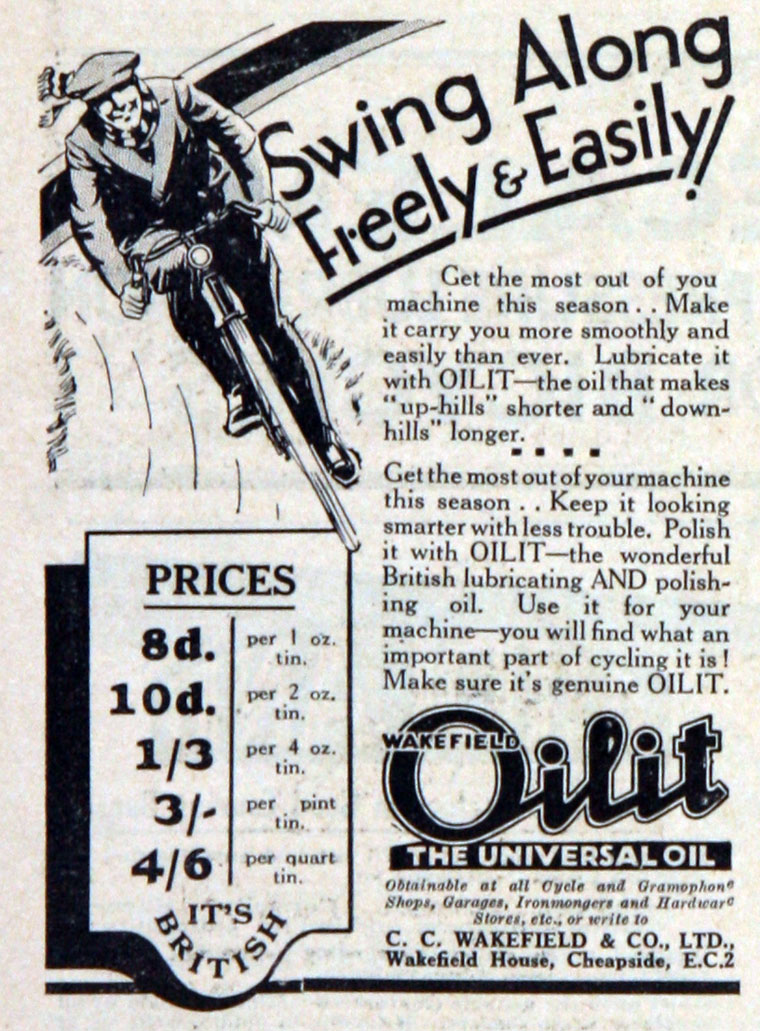 Swing Along
Freely & Easily!
Get the most out of you
machine this season . . Make
it carry you more smoothly and
easily than ever. Lubricate it
with OILIT—the oil that makes
"up-hills" shorter and "down-
hills" longer.
Get the most out of your machine
this season . . Keep it looking
smarter with less trouble. Polish
it with OILIT—the wonderful
British lubricating AND polish-
ing oil. Use it for your
machine—you will find what an
important part of cycling it is!
Make sure it's genuine OILIT.
PRICES
8d. per 1 oz. tin.
10d. per 2 oz. tin.
1/3 per 4 oz. tin.
3/- per pint tin.
4/6 per quart tin.
IT'S
BRITISH
WAKEFIELD
Oilit
THE UNIVERSAL OIL
Obtainable at all Cycle and Gramophone
Shops, Garages, Ironmongers and Hardware
Stores, etc., or write to
C. C. WAKEFIELD & CO., LTD.,
Wakefield House, Cheapside, E.C.2